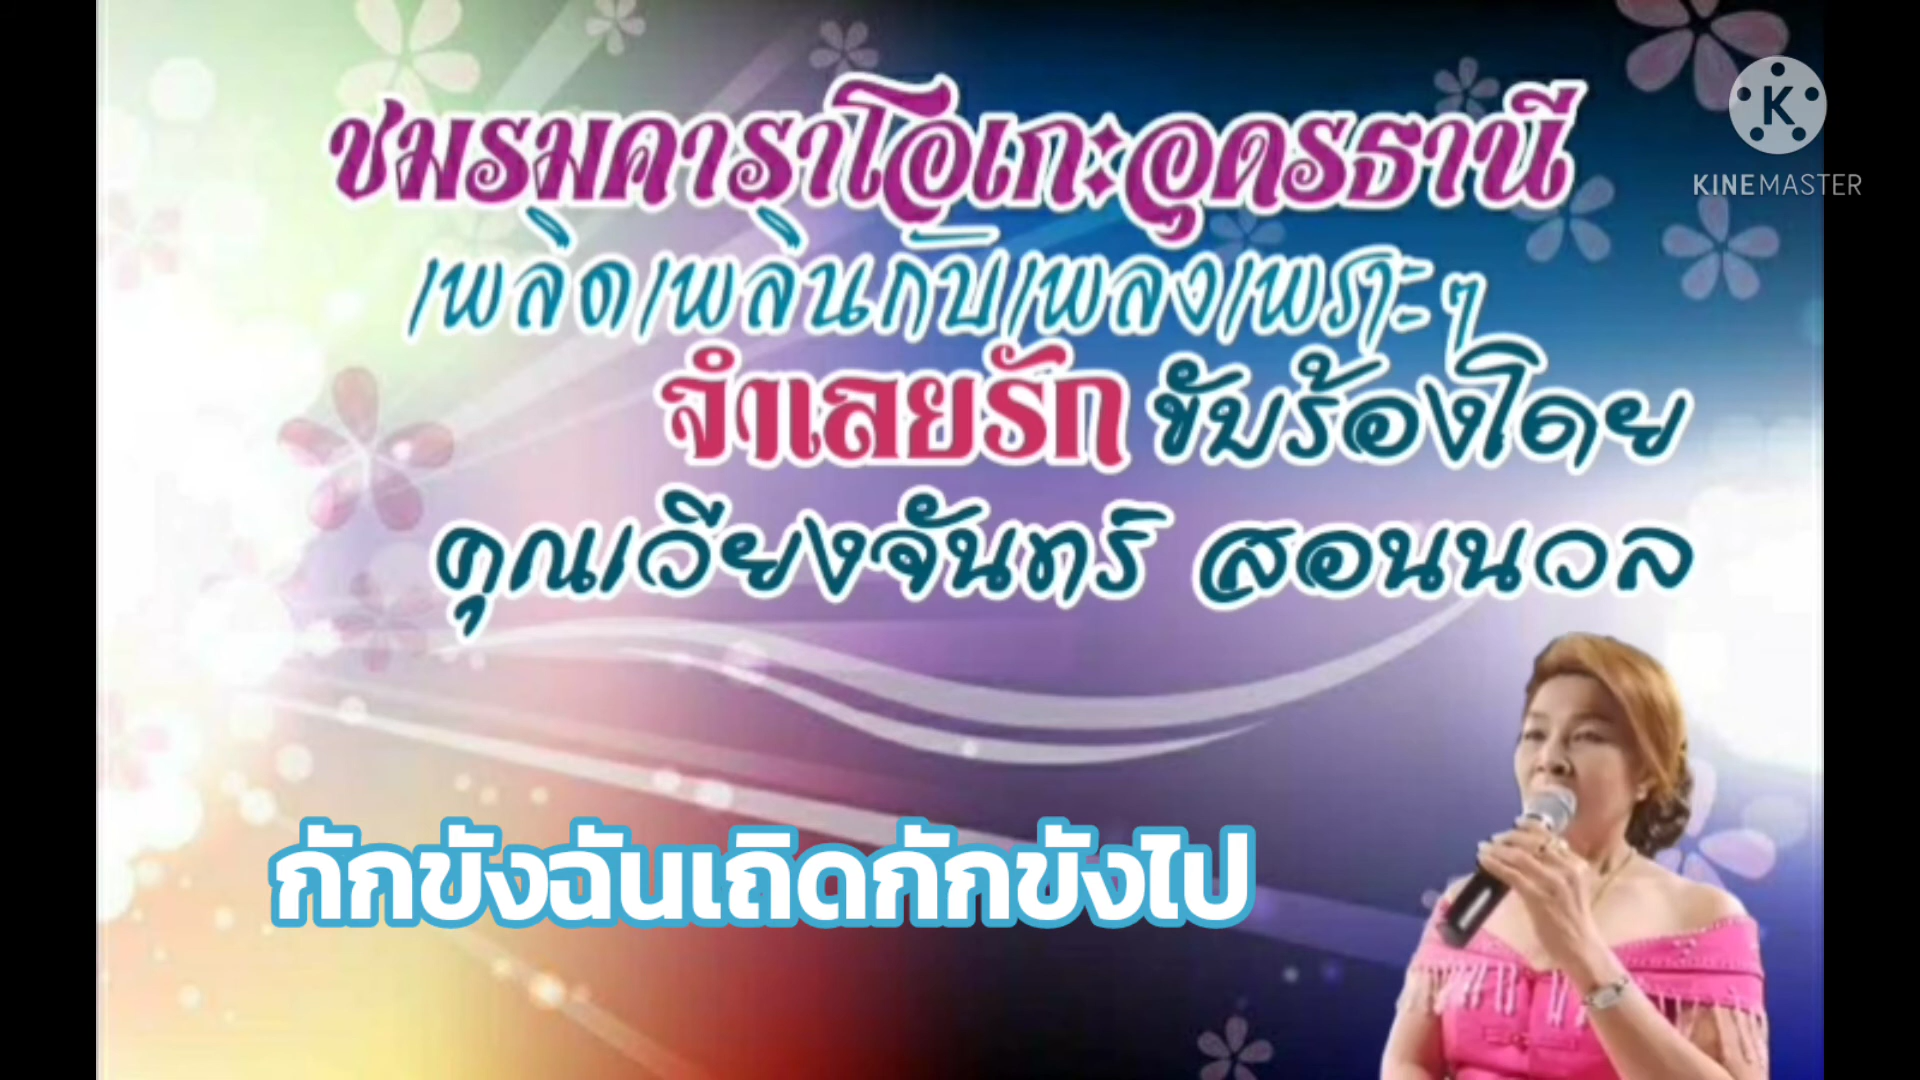 ชมรมคาราโอเกะอุดรธานี
KINEMASTER
เพลิดเพลินกับเพลงเพราะๆ
จำเลยรัก ขับร้องโดย
คุณเวียงจันทร์ สอนนวล
กักขังฉันเถิดกักขังไป